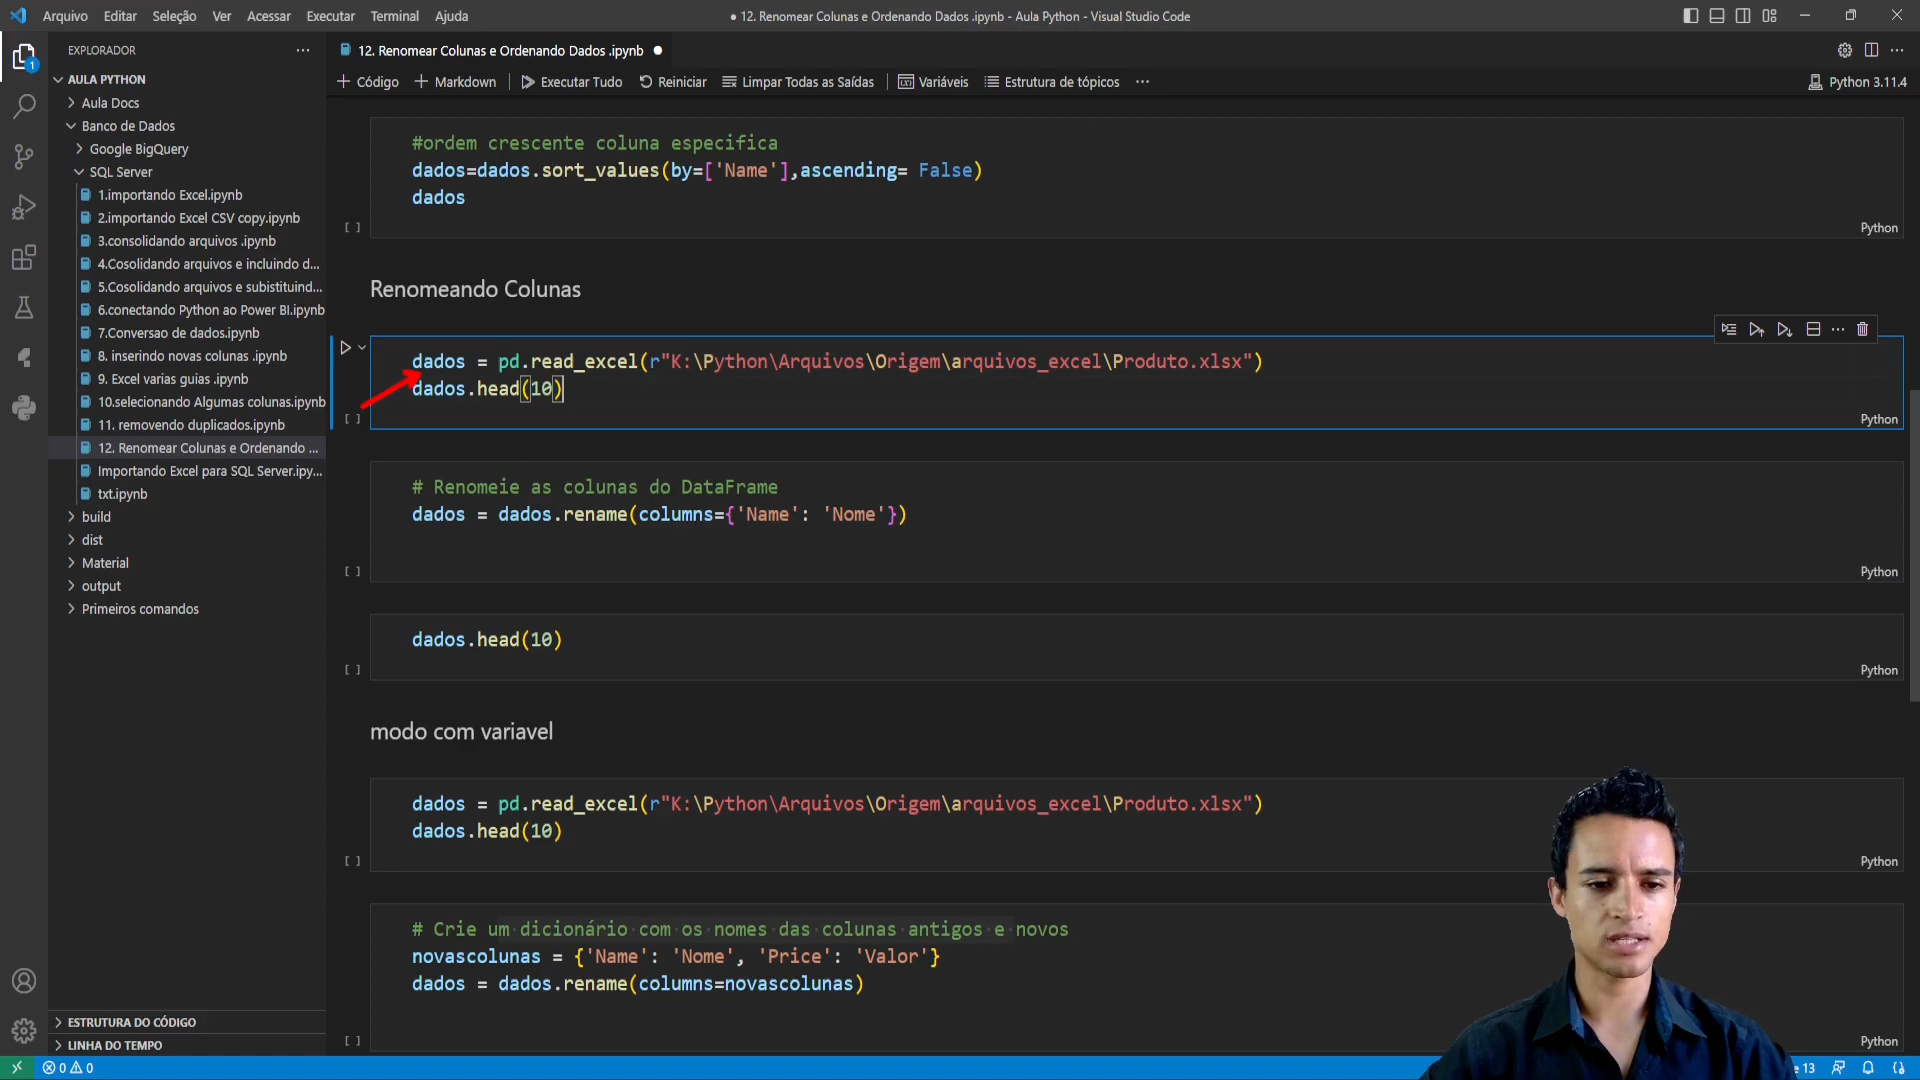 Arquivo Editar Seleção Ver Acessar Executar Terminal Ajuda
● 12. Renomear Colunas e Ordenando Dados .ipynb - Aula Python - Visual Studio Code
EXPLORADOR
12. Renomear Colunas e Ordenando Dados .ipynb
AULA PYTHON
Código Markdown Executar Tudo Reiniciar Limpar Todas as Saídas Variáveis Estrutura de tópicos ... Python 3.11.4
Aula Docs
Banco de Dados
Google BigQuery
SQL Server
1.importando Excel.ipynb
2.importando Excel CSV copy.ipynb
3.consolidando arquivos .ipynb
4.Cosolidando arquivos e incluindo d...
5.Cosolidando arquivos e subistituind...
6.conectando Python ao Power BI.ipynb
7.Conversao de dados.ipynb
8. inserindo novas colunas .ipynb
9. Excel varias guias .ipynb
10.selecionando Algumas colunas.ipynb
11. removendo duplicados.ipynb
12. Renomear Colunas e Ordenando ...
Importando Excel para SQL Server.ipy...
txt.ipynb
build
dist
Material
output
Primeiros comandos
ESTRUTURA DO CÓDIGO
LINHA DO TEMPO
#ordem crescente coluna especifica
dados=dados.sort_values(by=['Name'],ascending= False)
dados
[ ] Python
Renomeando Colunas
dados = pd.read_excel(r"K:\Python\Arquivos\Origem\arquivos_excel\Produto.xlsx")
dados.head(10)
[ ] Python
# Renomeie as colunas do DataFrame
dados = dados.rename(columns={'Name': 'Nome'})
[ ] Python
dados.head(10)
[ ] Python
modo com variavel
dados = pd.read_excel(r"K:\Python\Arquivos\Origem\arquivos_excel\Produto.xlsx")
dados.head(10)
[ ] Python
# Crie um dicionário com os nomes das colunas antigos e novos
novascolunas = {'Name': 'Nome', 'Price': 'Valor'}
dados = dados.rename(columns=novascolunas)
[ ] Python
0 0 13